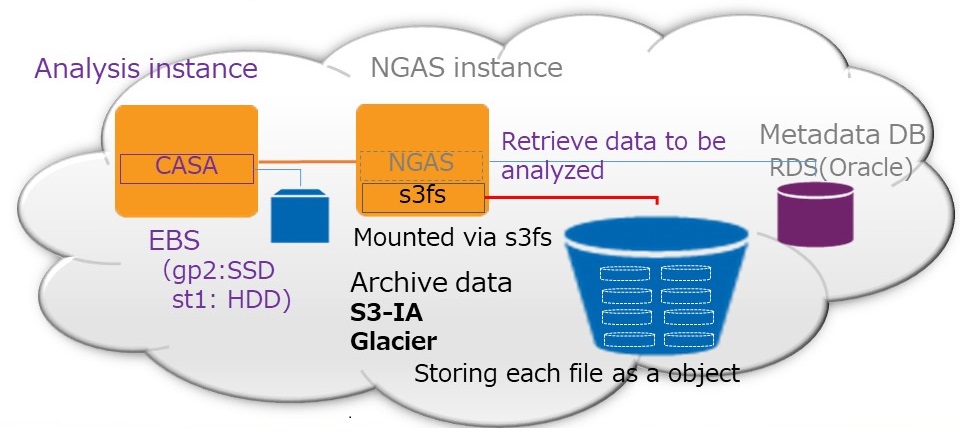 Analysis instance
NGAS instance
CASA
NGAS
s3fs
Retrieve data to be
analyzed
Metadata DB
RDS(Oracle)
EBS
(gp2:SSD
st1: HDD)
Mounted via s3fs
Archive data
S3-IA
Glacier
Storing each file as a object